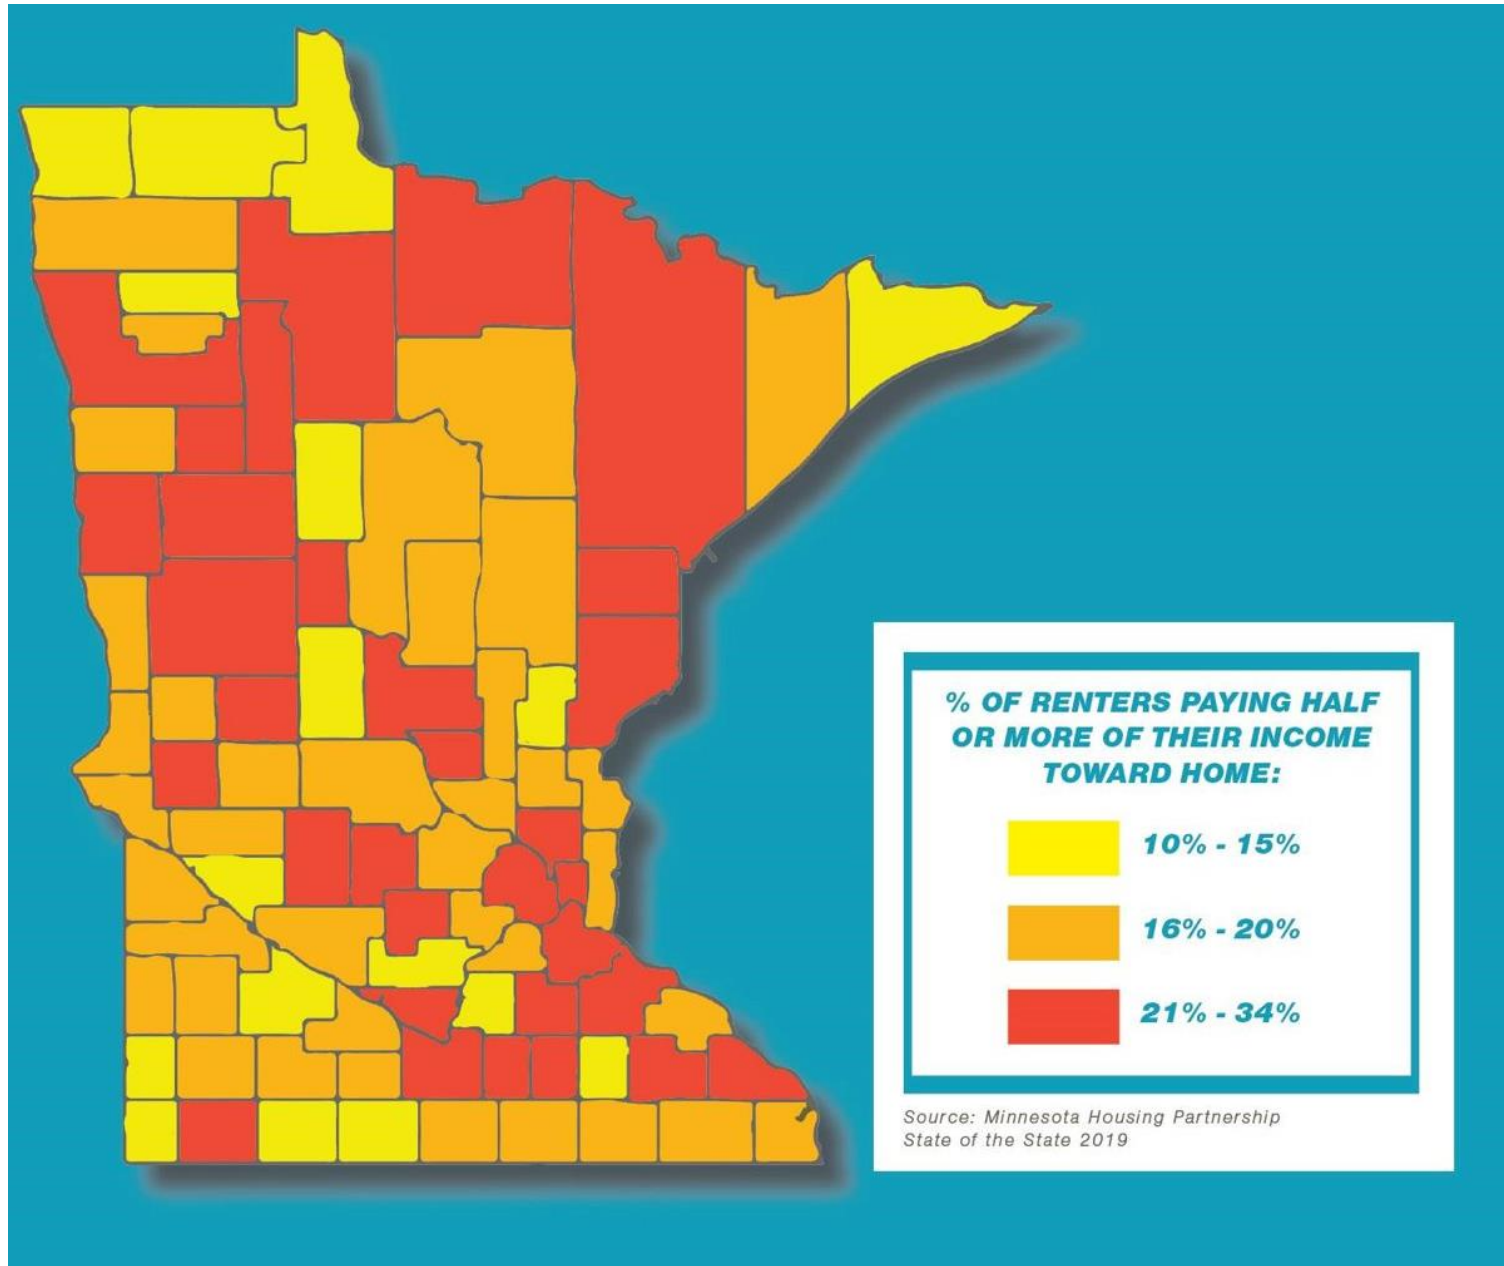 % OF RENTERS PAYING HALF
OR MORE OF THEIR INCOME
TOWARD HOME:
10% - 15%
16% - 20%
21% - 34%
Source: Minnesota Housing Partnership
State of the State 2019